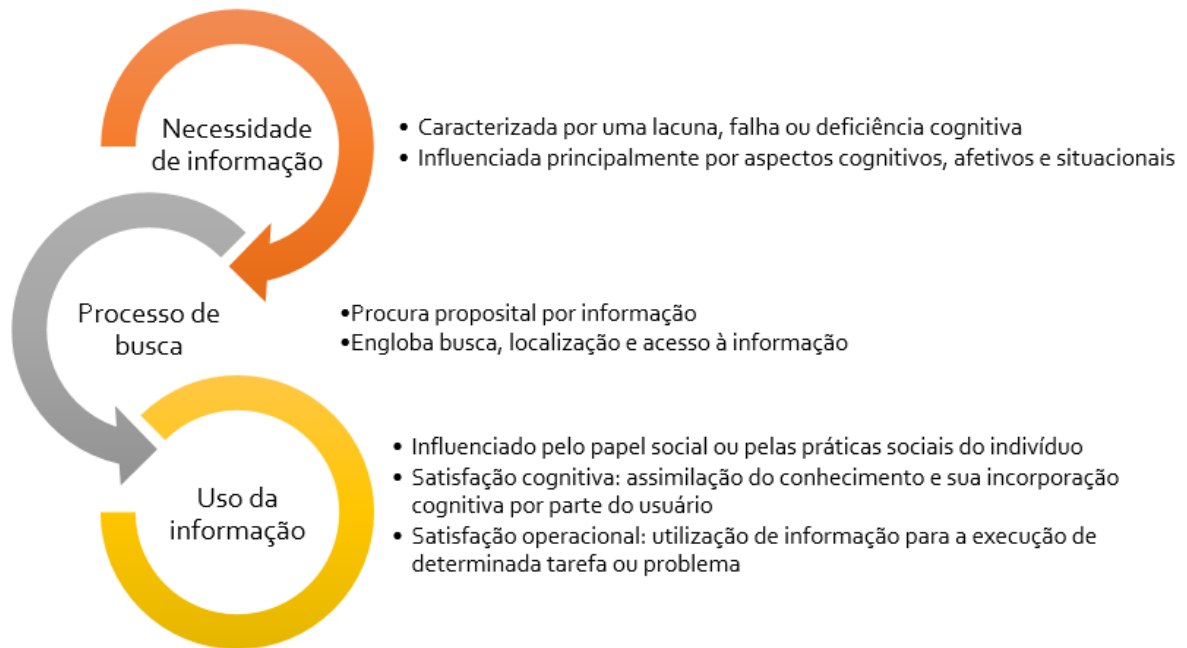 Necessidade
de informação
• Caracterizada por uma lacuna, falha ou deficiência cognitiva
• Influenciada principalmente por aspectos cognitivos, afetivos e situacionais
Processo de
busca
•Procura proposital por informação
•Engloba busca, localização e acesso à informação
Uso da
informação
• Influenciado pelo papel social ou pelas práticas sociais do indivíduo
• Satisfação cognitiva: assimilação do conhecimento e sua incorporação
cognitiva por parte do usuário
• Satisfação operacional: utilização de informação para a execução de
determinada tarefa ou problema